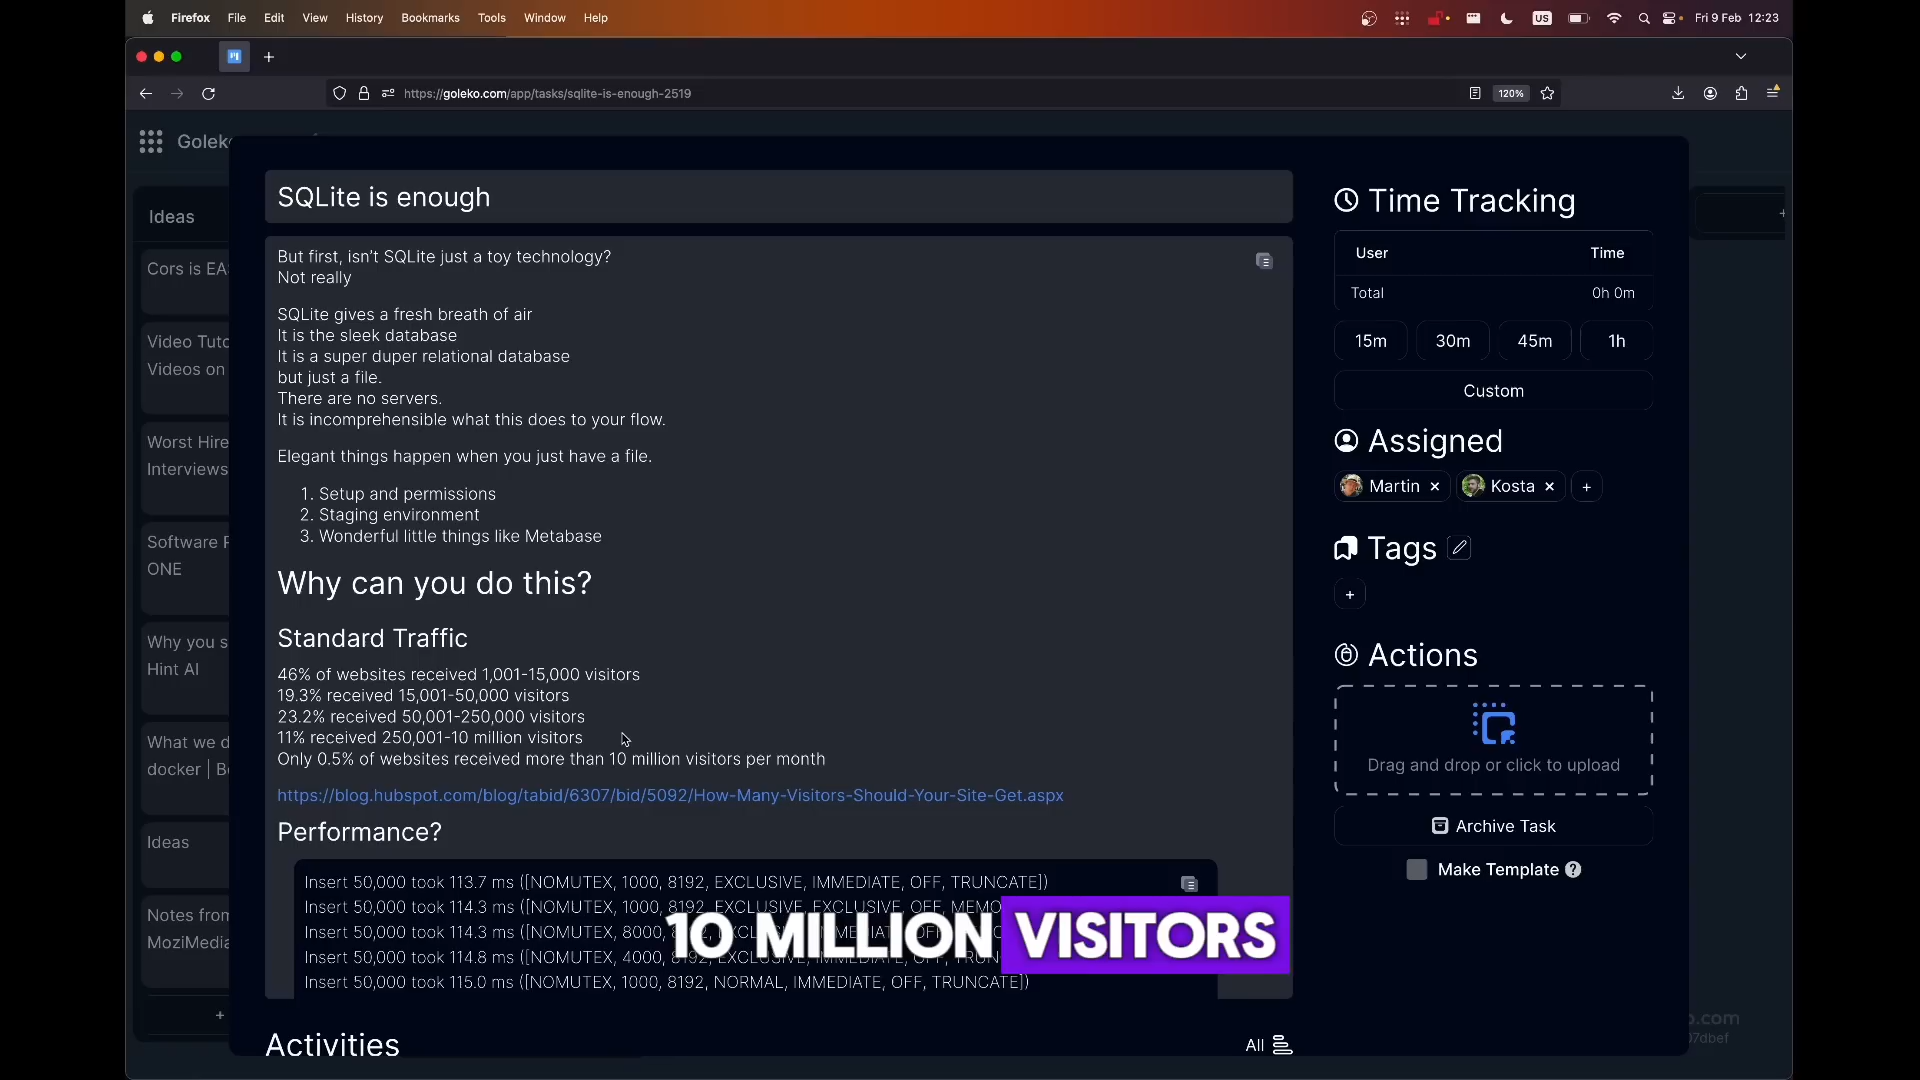 Firefox File Edit View History Bookmarks Tools Window Help US Fri 9 Feb 12:23
https://goleko.com/app/tasks/sqlite-is-enough-2519 120%
Ideas
Cors is
Video
Videos on
Worst Hire
Interviews
Software
ONE
Why you
Hint AI
What we
docker |
Ideas
Notes from
MoziMedia
+
SQLite is enough
But first, isn't SQLite just a toy technology?
Not really
SQLite gives a fresh breath of air
It is the sleek database
It is a super duper relational database
but just a file.
There are no servers.
It is incomprehensible what this does to your flow.
Elegant things happen when you just have a file.
1. Setup and permissions
2. Staging environment
3. Wonderful little things like Metabase
Why can you do this?
Standard Traffic
46% of websites received 1,001-15,000 visitors
19.3% received 15,001-50,000 visitors
23.2% received 50,001-250,000 visitors
11% received 250,001-10 million visitors
Only 0.5% of websites received more than 10 million visitors per month
https://blog.hubspot.com/blog/tabid/6307/bid/5092/How-Many-Visitors-Should-Your-Site-Get.aspx
Performance?
Insert 50,000 took 113.7 ms ([NOMUTEX, 1000, 8192, EXCLUSIVE, IMMEDIATE, OFF, TRUNCATE])
Insert 50,000 took 114.3 ms ([NOMUTEX, 1000, 8192, EXCLUSIVE, EXCLUSIVE, OFF,
Insert 50,000 took 114.3 ms ([NOMUTEX, 8000,
Insert 50,000 took 114.8 ms ([NOMUTEX, 4000,
Insert 50,000 took 115.0 ms ([NOMUTEX, 1000, 8192, NORMAL, IMMEDIATE, OFF, TRUNCATE])
10 MILLION VISITORS
Activities
All
Time Tracking
User Time
Total 0h 0m
15m 30m 45m 1h
Custom
Assigned
Martin × Kosta × +
Tags
+
Actions
Drag and drop or click to upload
Archive Task
Make Template ?